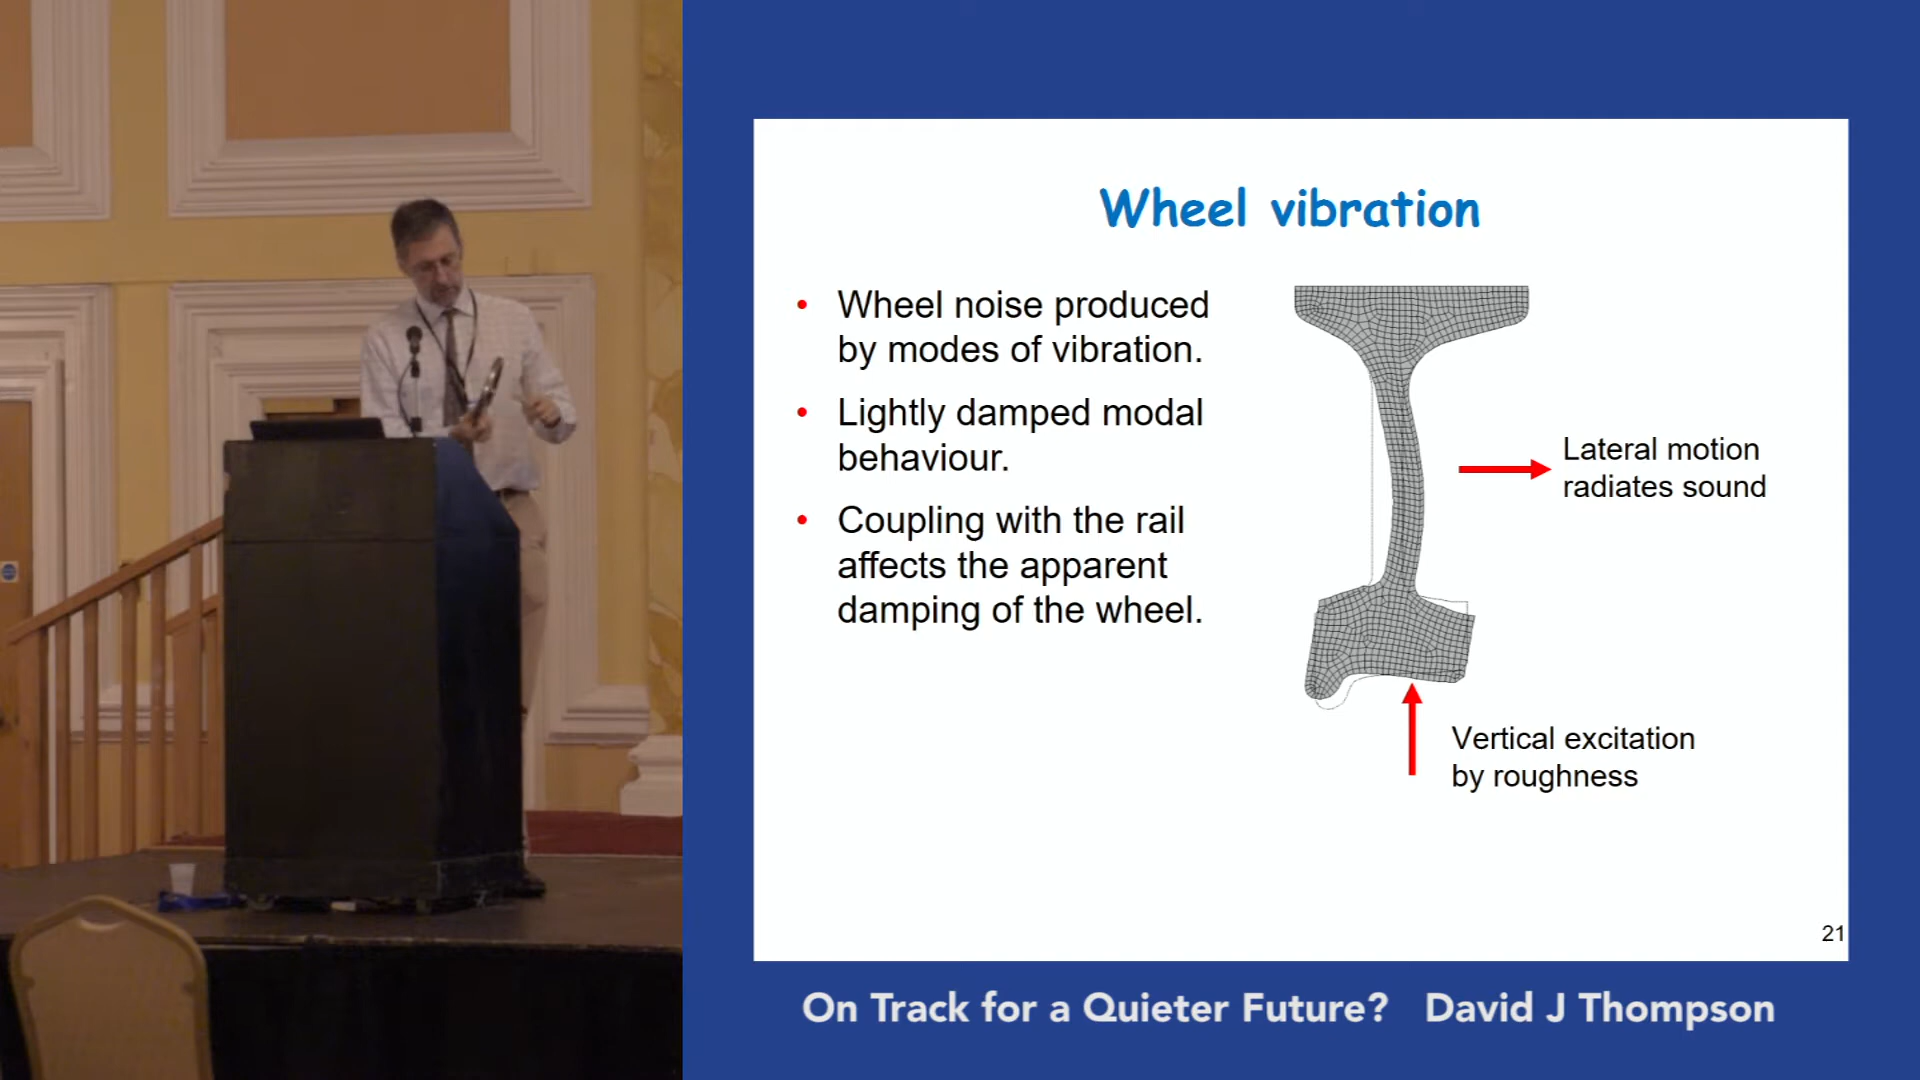 Wheel vibration
• Wheel noise produced
by modes of vibration.
• Lightly damped modal
behaviour.
• Coupling with the rail
affects the apparent
damping of the wheel.
Lateral motion
radiates sound
Vertical excitation
by roughness
21
On Track for a Quieter Future? David J Thompson